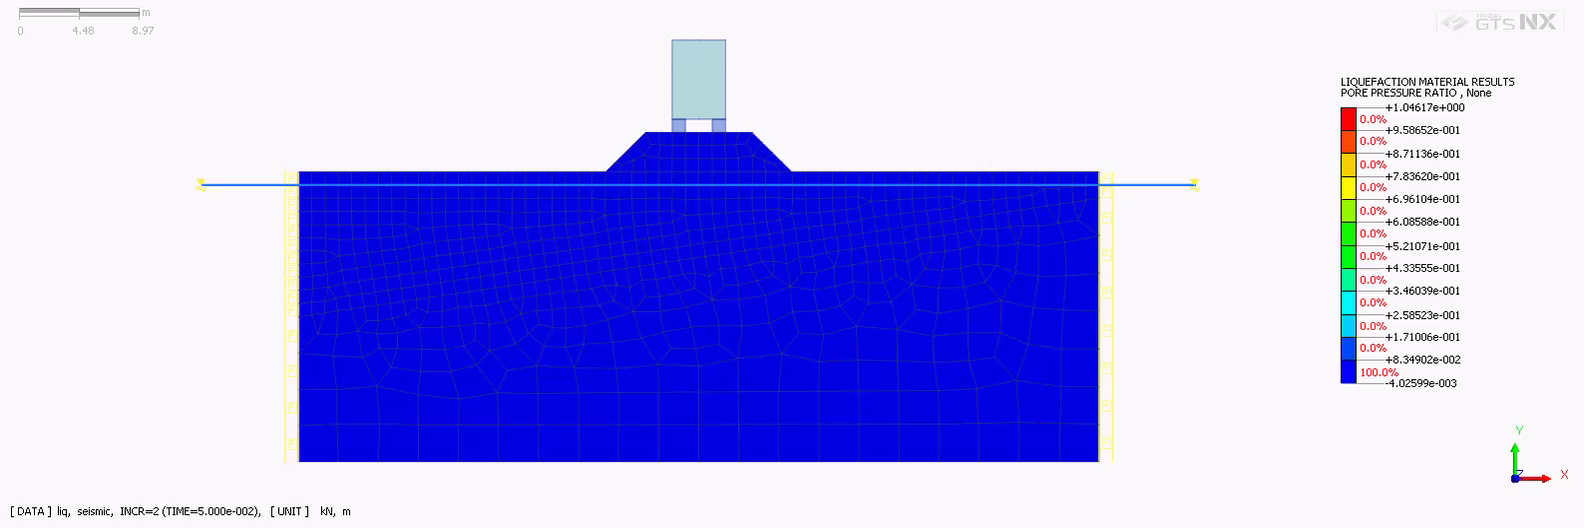 m
0 4.48 8.97
midas
GTS NX
LIQUEFACTION MATERIAL RESULTS
PORE PRESSURE RATIO , None
+1.04617e+000
0.0%
+9.58652e-001
0.0%
+8.71136e-001
0.0%
+7.83620e-001
0.0%
+6.96104e-001
0.0%
+6.08588e-001
0.0%
+5.21071e-001
0.0%
+4.33555e-001
0.0%
+3.46039e-001
0.0%
+2.58523e-001
0.0%
+1.71006e-001
0.0%
+8.34902e-002
100.0%
-4.02599e-003
Y
Z X
[ DATA ] liq, seismic, INCR=2 (TIME=5.000e-002), [ UNIT ] kN, m